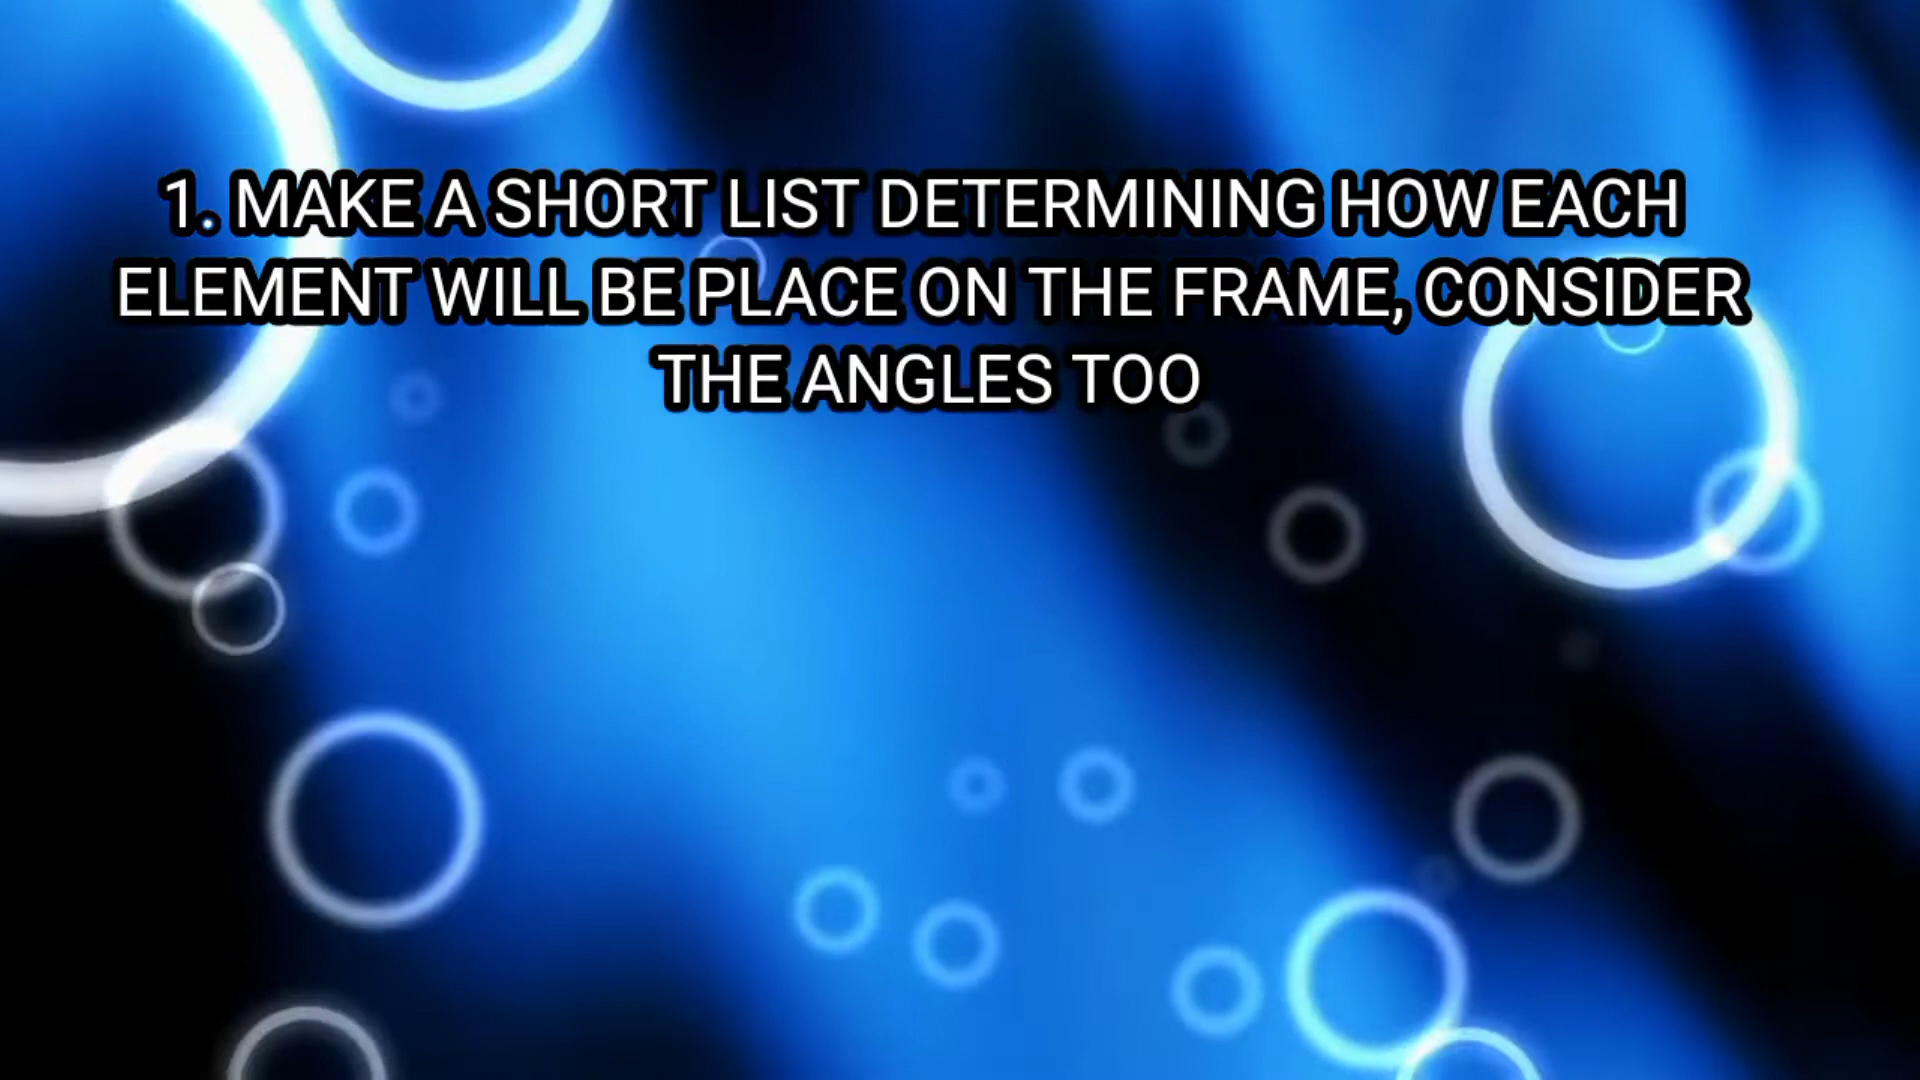 1. MAKE A SHORT LIST DETERMINING HOW EACH
ELEMENT WILL BE PLACE ON THE FRAME, CONSIDER
THE ANGLES TOO